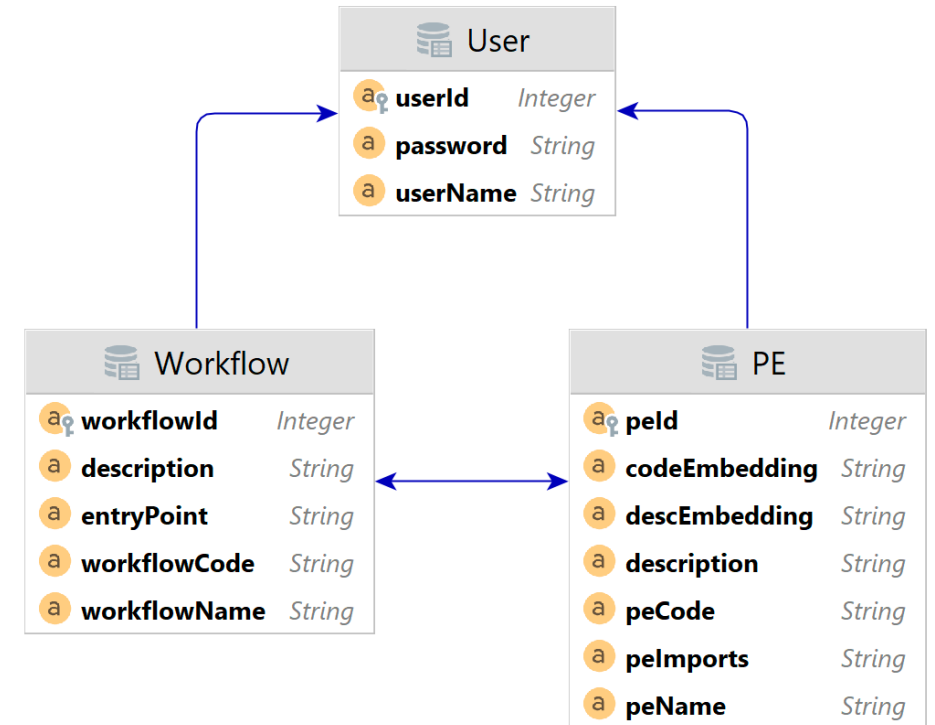 User
userId Integer
password String
userName String
Workflow
workflowId Integer
description String
entryPoint String
workflowCode String
workflowName String
PE
peId Integer
codeEmbedding String
descEmbedding String
description String
peCode String
peImports String
peName String